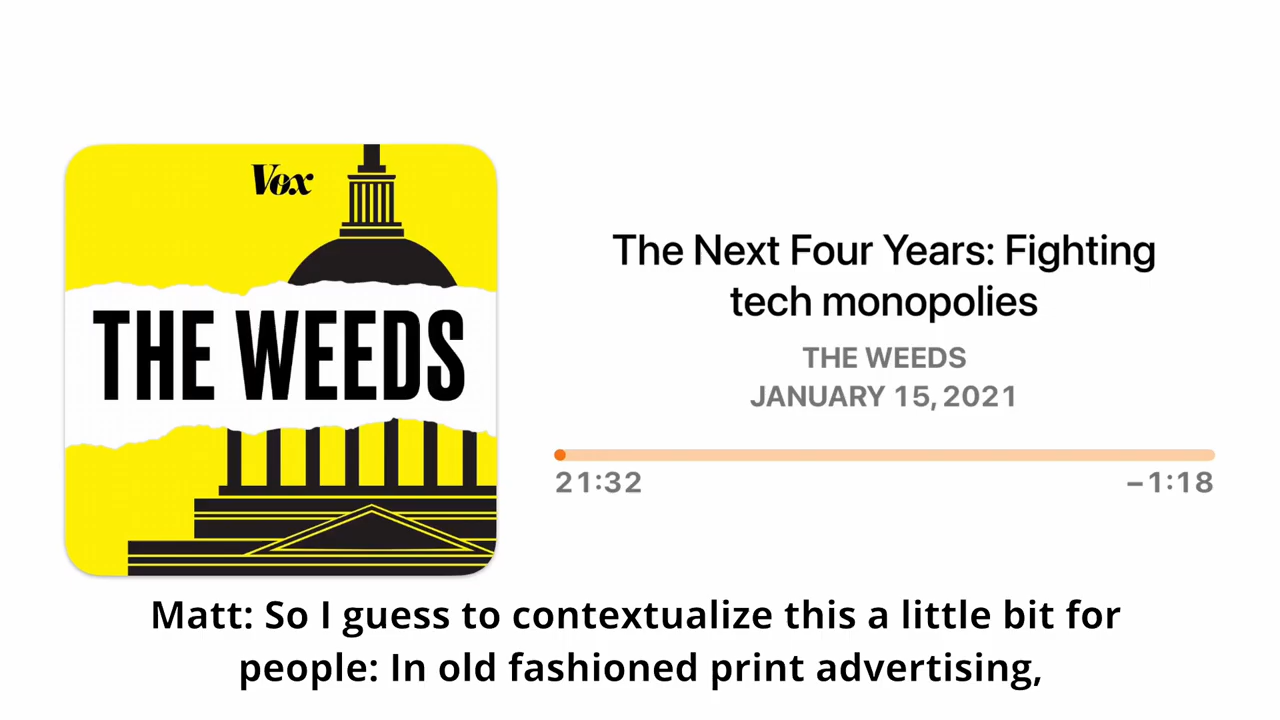 Vox
THE WEEDS
The Next Four Years: Fighting
tech monopolies
THE WEEDS
JANUARY 15, 2021
21:32
–1:18
Matt: So I guess to contextualize this a little bit for
people: In old fashioned print advertising,